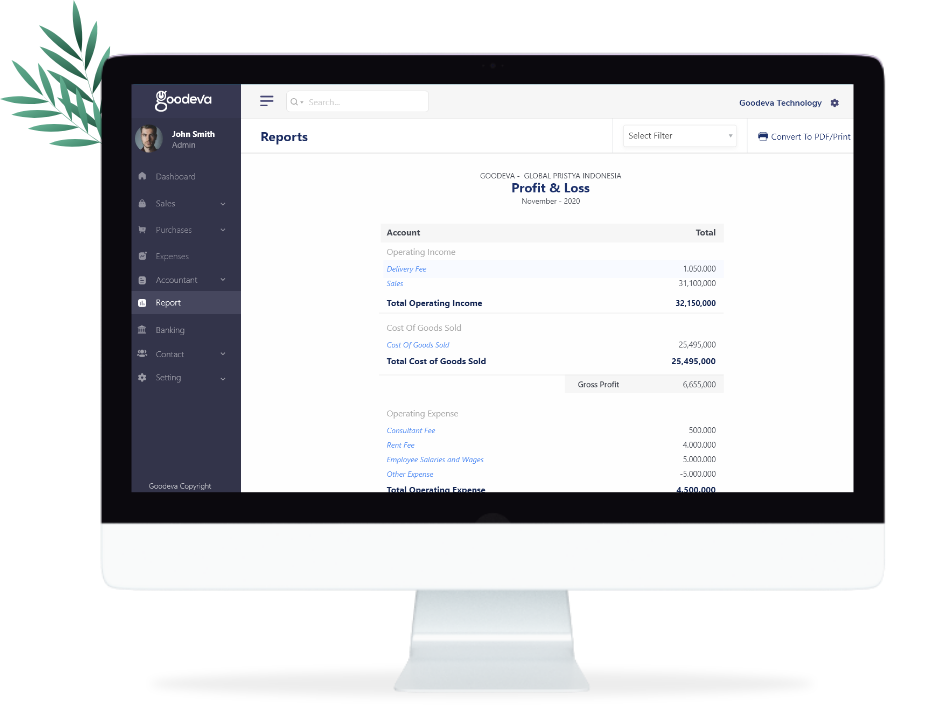 goodeva
Search...
Goodeva Technology
John Smith
Admin
Reports
Select Filter
Convert To PDF/Print
Dashboard
Sales
Purchases
Expenses
Accountant
Report
Banking
Contact
Setting
Goodeva Copyright
GOODEVA - GLOBAL PRISTYA INDONESIA
Profit & Loss
November - 2020
Account Total
Operating Income
Delivery Fee 1.050,000
Sales 31,100,000
Total Operating Income 32,150,000
Cost Of Goods Sold
Cost Of Goods Sold 25,495,000
Total Cost of Goods Sold 25,495,000
Gross Profit 6,655,000
Operating Expense
Consultant Fee 500.000
Rent Fee 4.000.000
Employee Salaries and Wages 5.000.000
Other Expense -5.000.000
Total Operating Expense 4.500.000